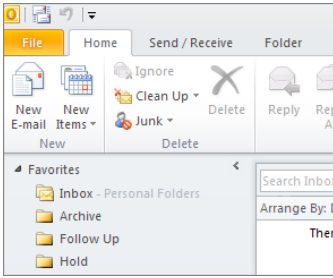 File Home Send / Receive Folder
Ignore
Clean Up
Junk
Delete
Reply
New E-mail
New Items
New
Delete
Favorites
Search Inbo
Inbox - Personal Folders
Arrange By:
Archive
Follow Up
Hold